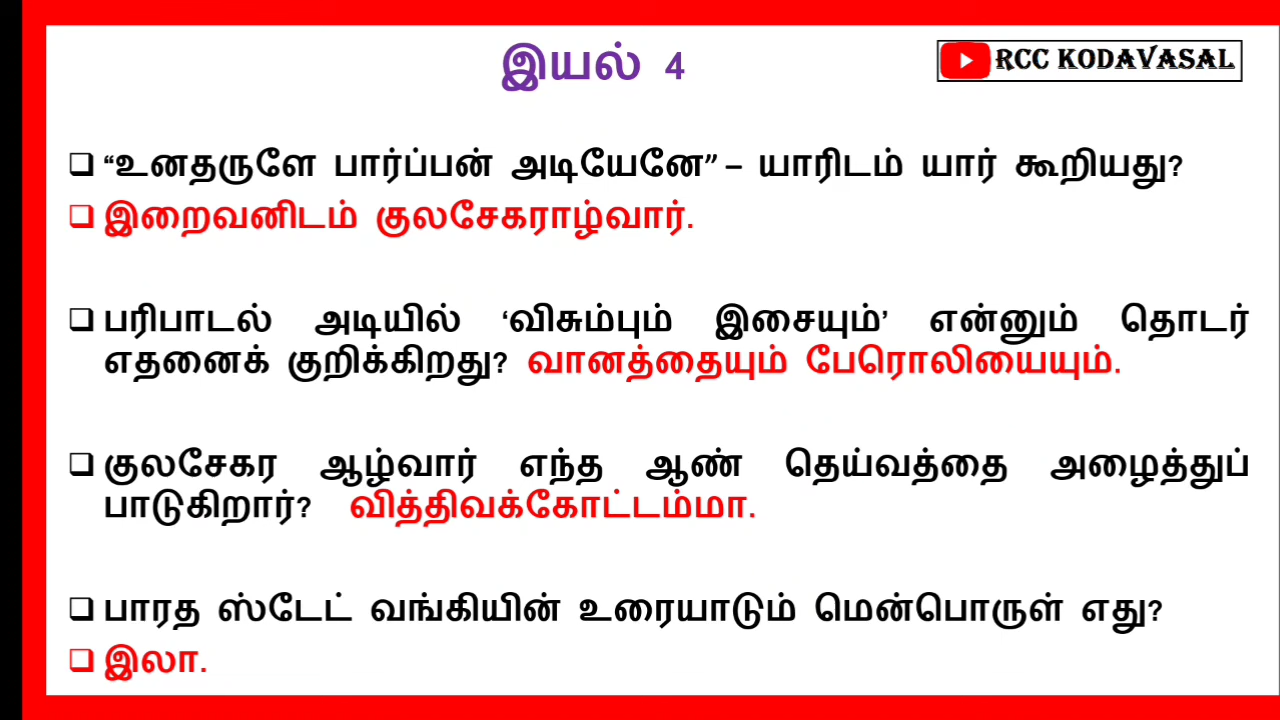 இயல் 4
RCC KODAVASAL
“உனதருளே பார்ப்பன் அடியேனே” – யாரிடம் யார் கூறியது?
இறைவனிடம் குலசேகராழ்வார்.
பரிபாடல் அடியில் ‘விசும்பும் இசையும்’ என்னும் தொடர்
எதனைக் குறிக்கிறது? வானத்தையும் பேரொலியையும்.
குலசேகர ஆழ்வார் எந்த ஆண் தெய்வத்தை அழைத்துப்
பாடுகிறார்? வித்திவக்கோட்டம்மா.
பாரத ஸ்டேட் வங்கியின் உரையாடும் மென்பொருள் எது?
இலா.